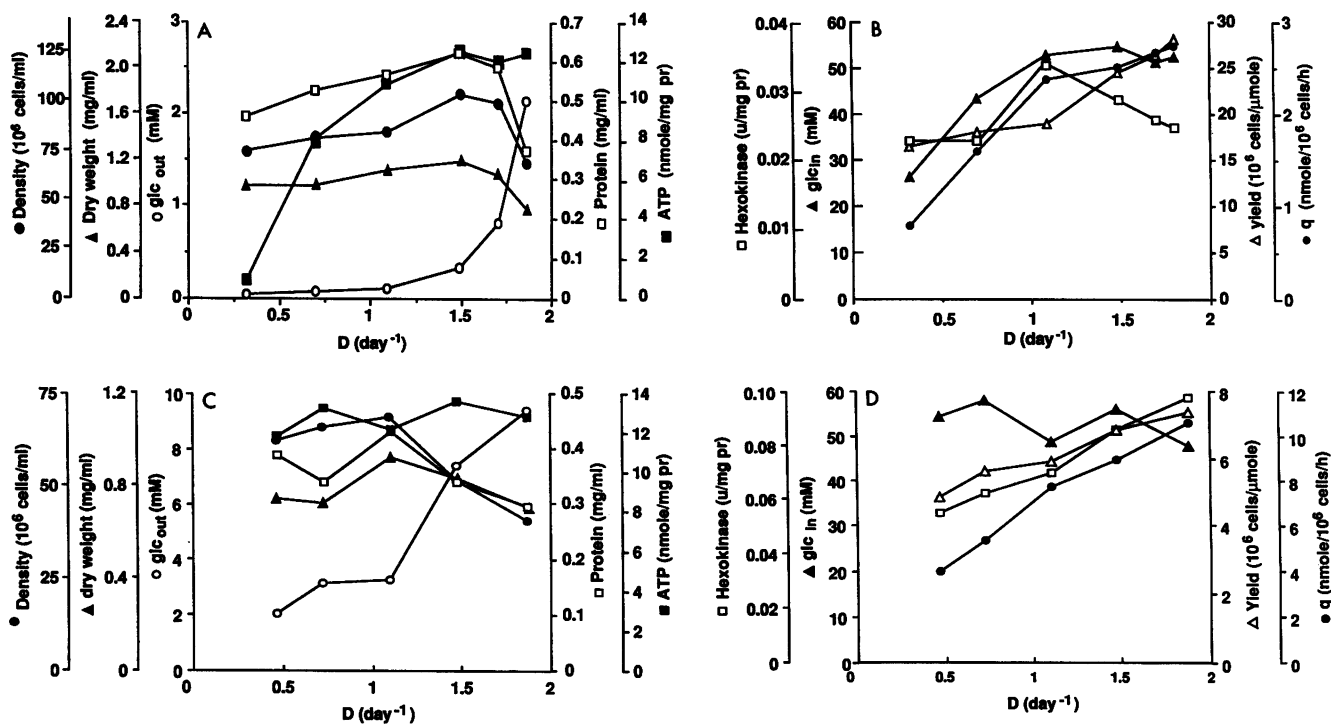 A
● Density (10⁶ cells/ml)
0 25 50 75 100 125
▲ Dry weight (mg/ml)
0 0.4 0.8 1.2 1.6 2.0 2.4
○ glc out (mM)
0 1 2 3
0 0.1 0.2 0.3 0.4 0.5 0.6 0.7
□ Protein (mg/ml)
0 2 4 6 8 10 12 14
■ ATP (nmole/mg pr)
0.5 1 1.5 2
D (day⁻¹)
B
□ Hexokinase (u/mg pr)
0 0.01 0.02 0.03 0.04
▲ glc in (mM)
0 10 20 30 40 50 60
0 5 10 15 20 25 30
△ yield (10⁶ cells/μmole)
0 1 2 3
● q (nmole/10⁶ cells/h)
0 0.5 1 1.5 2
D (day⁻¹)
C
● Density (10⁶ cells/ml)
0 25 50 75
▲ dry weight (mg/ml)
0 0.4 0.8 1.2
○ glc out (mM)
0 2 4 6 8 10
0 0.1 0.2 0.3 0.4 0.5
□ Protein (mg/ml)
0 2 4 6 8 10 12 14
■ ATP (nmole/mg pr)
0.5 1 1.5 2
D (day⁻¹)
D
□ Hexokinase (u/mg pr)
0.00 0.02 0.04 0.06 0.08 0.10
▲ glc in (mM)
0 10 20 30 40 50 60
0 2 4 6 8
△ Yield (10⁶ cells/μmole)
0 2 4 6 8 10 12
● q (nmole/10⁶ cells/h)
0 0.5 1 1.5 2
D (day⁻¹)